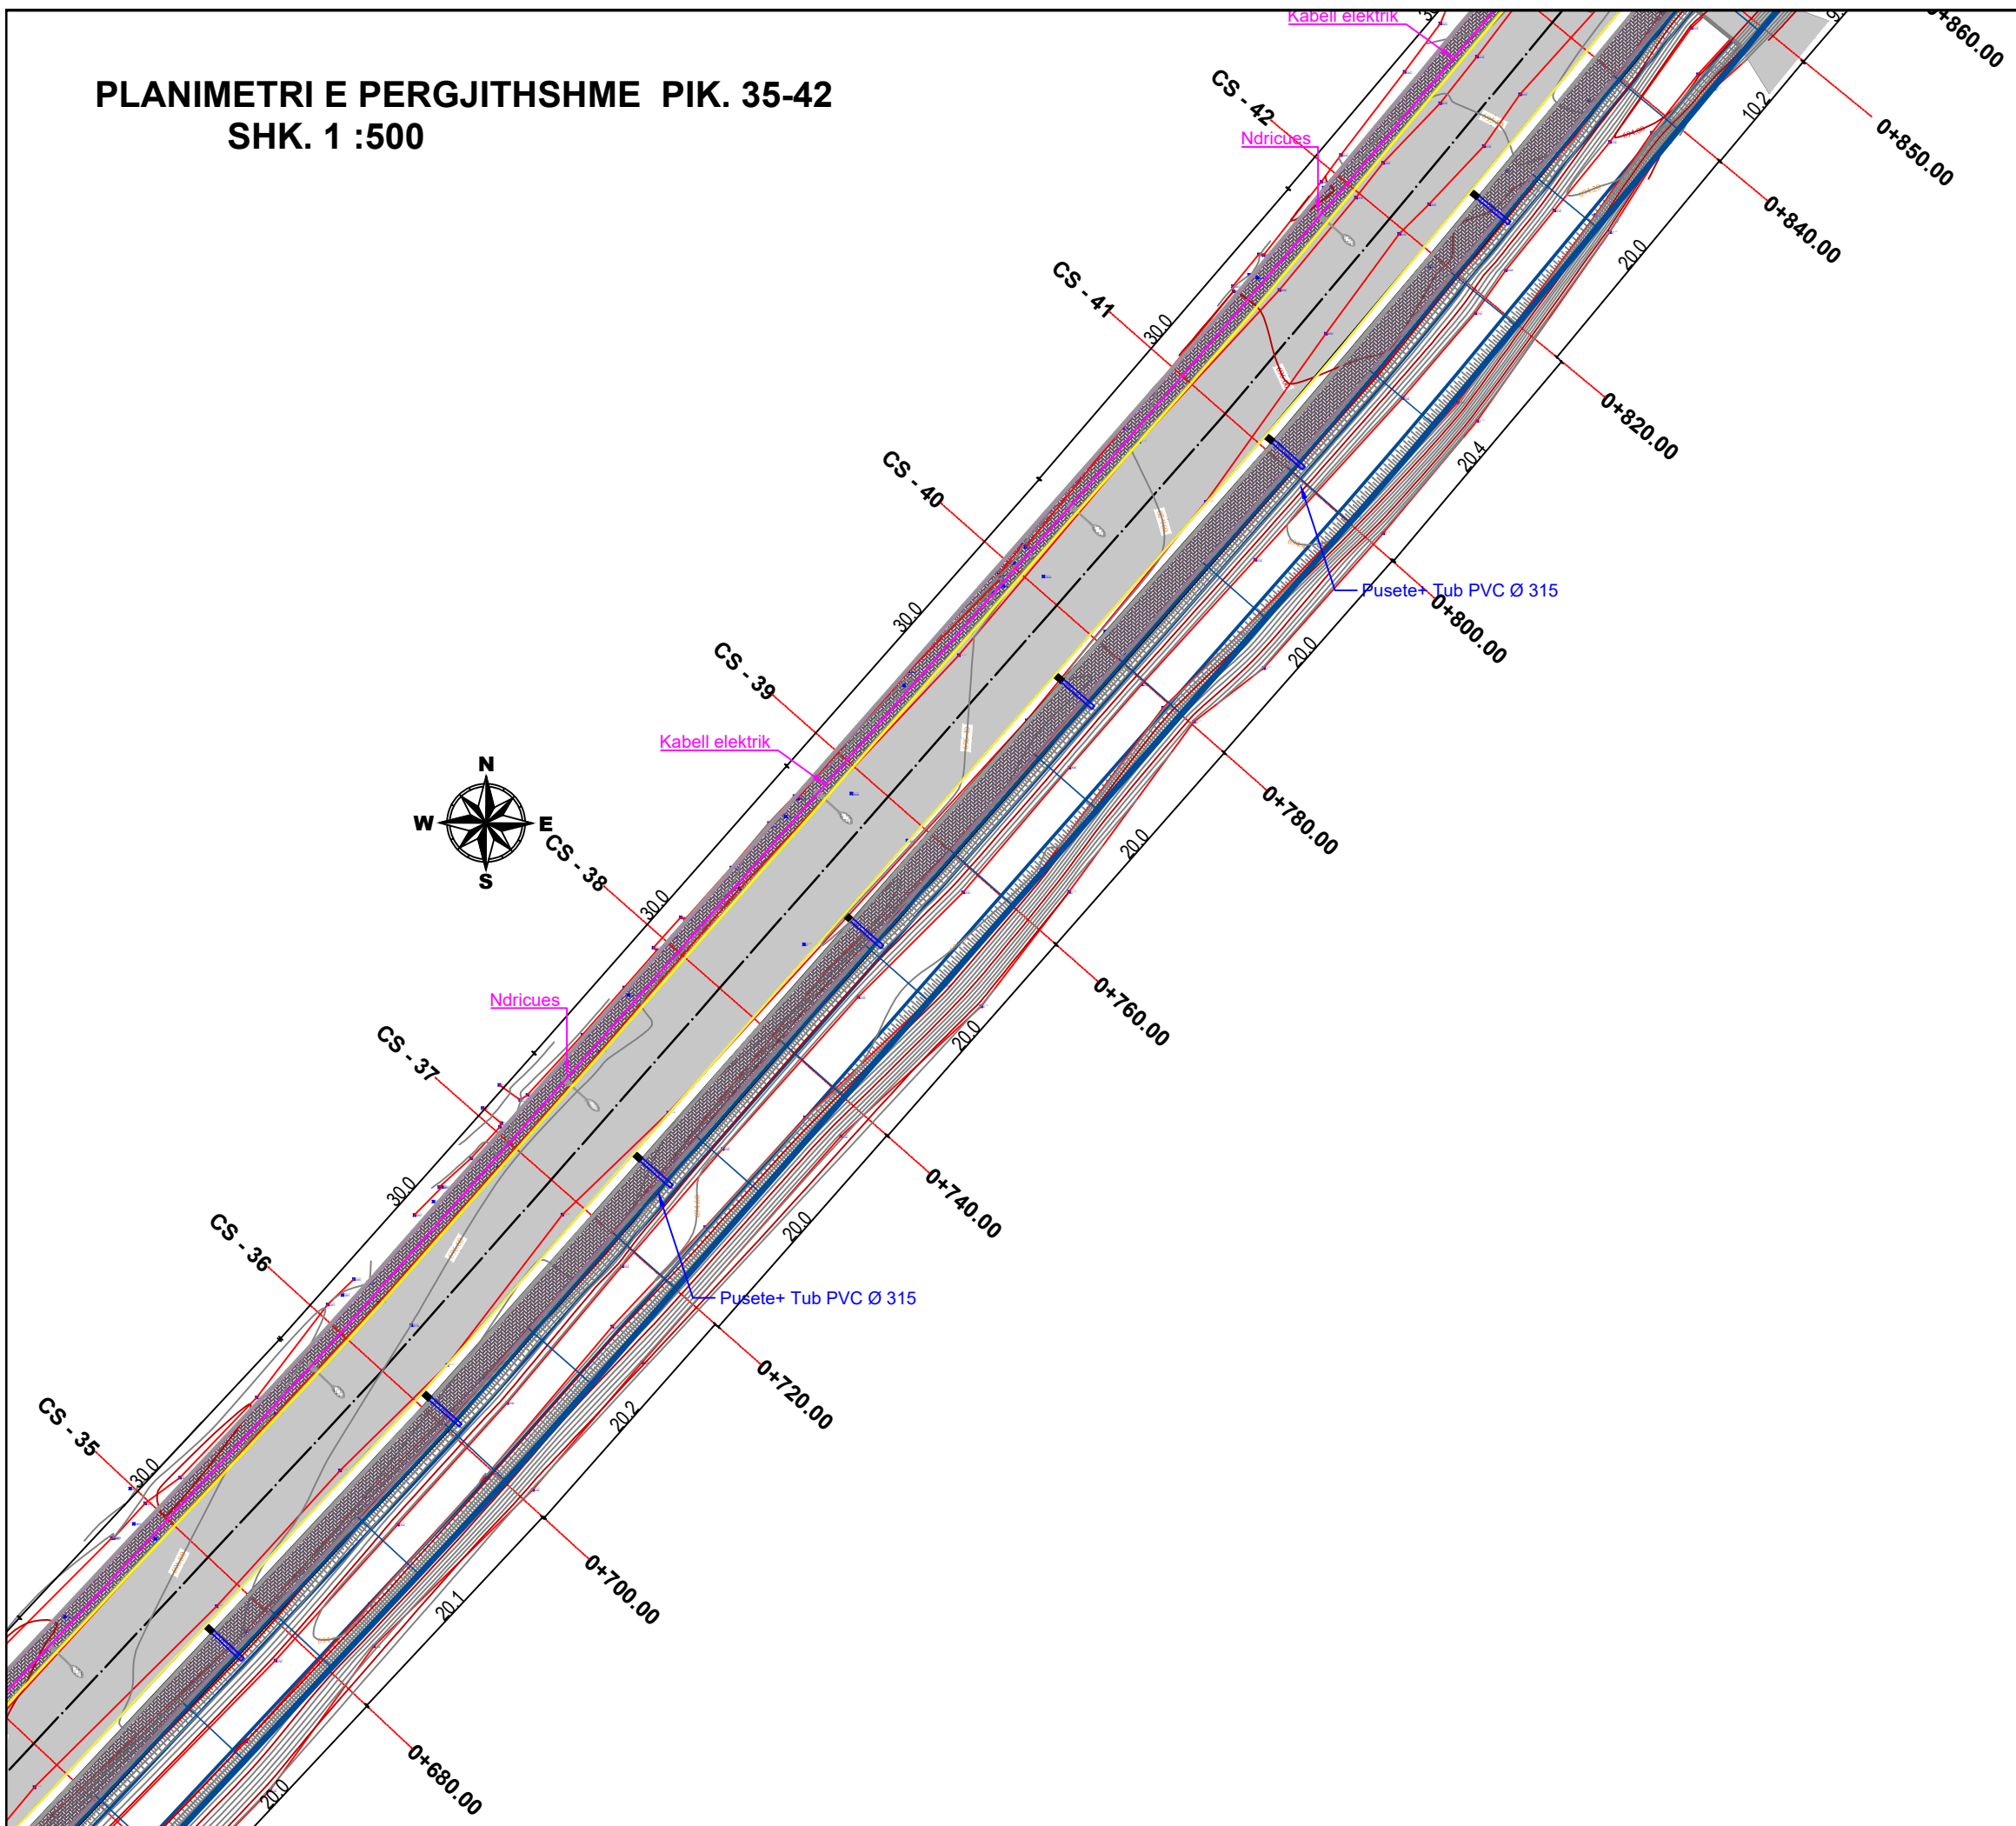 PLANIMETRI E PERGJITHSHME PIK. 35-42
SHK. 1 :500
Kabell elektrik
0+860.00
CS - 42
10.2
0+850.00
Ndricues
0+840.00
20.0
CS - 41
30.0
0+820.00
20.4
CS - 40
Pusete+ Tub PVC Ø 315
0+800.00
30.0
20.0
CS - 39
Kabell elektrik
0+780.00
20.0
N
W
E
S
CS - 38
30.0
0+760.00
Ndricues
20.0
CS - 37
30.0
0+740.00
20.0
CS - 36
Pusete+ Tub PVC Ø 315
0+720.00
20.2
CS - 35
30.0
0+700.00
20.1
0+680.00
20.0